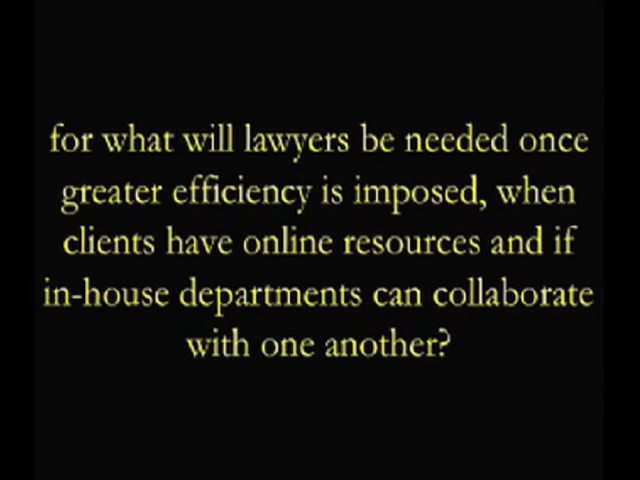 for what will lawyers be needed once
greater efficiency is imposed, when
clients have online resources and if
in-house departments can collaborate
with one another?